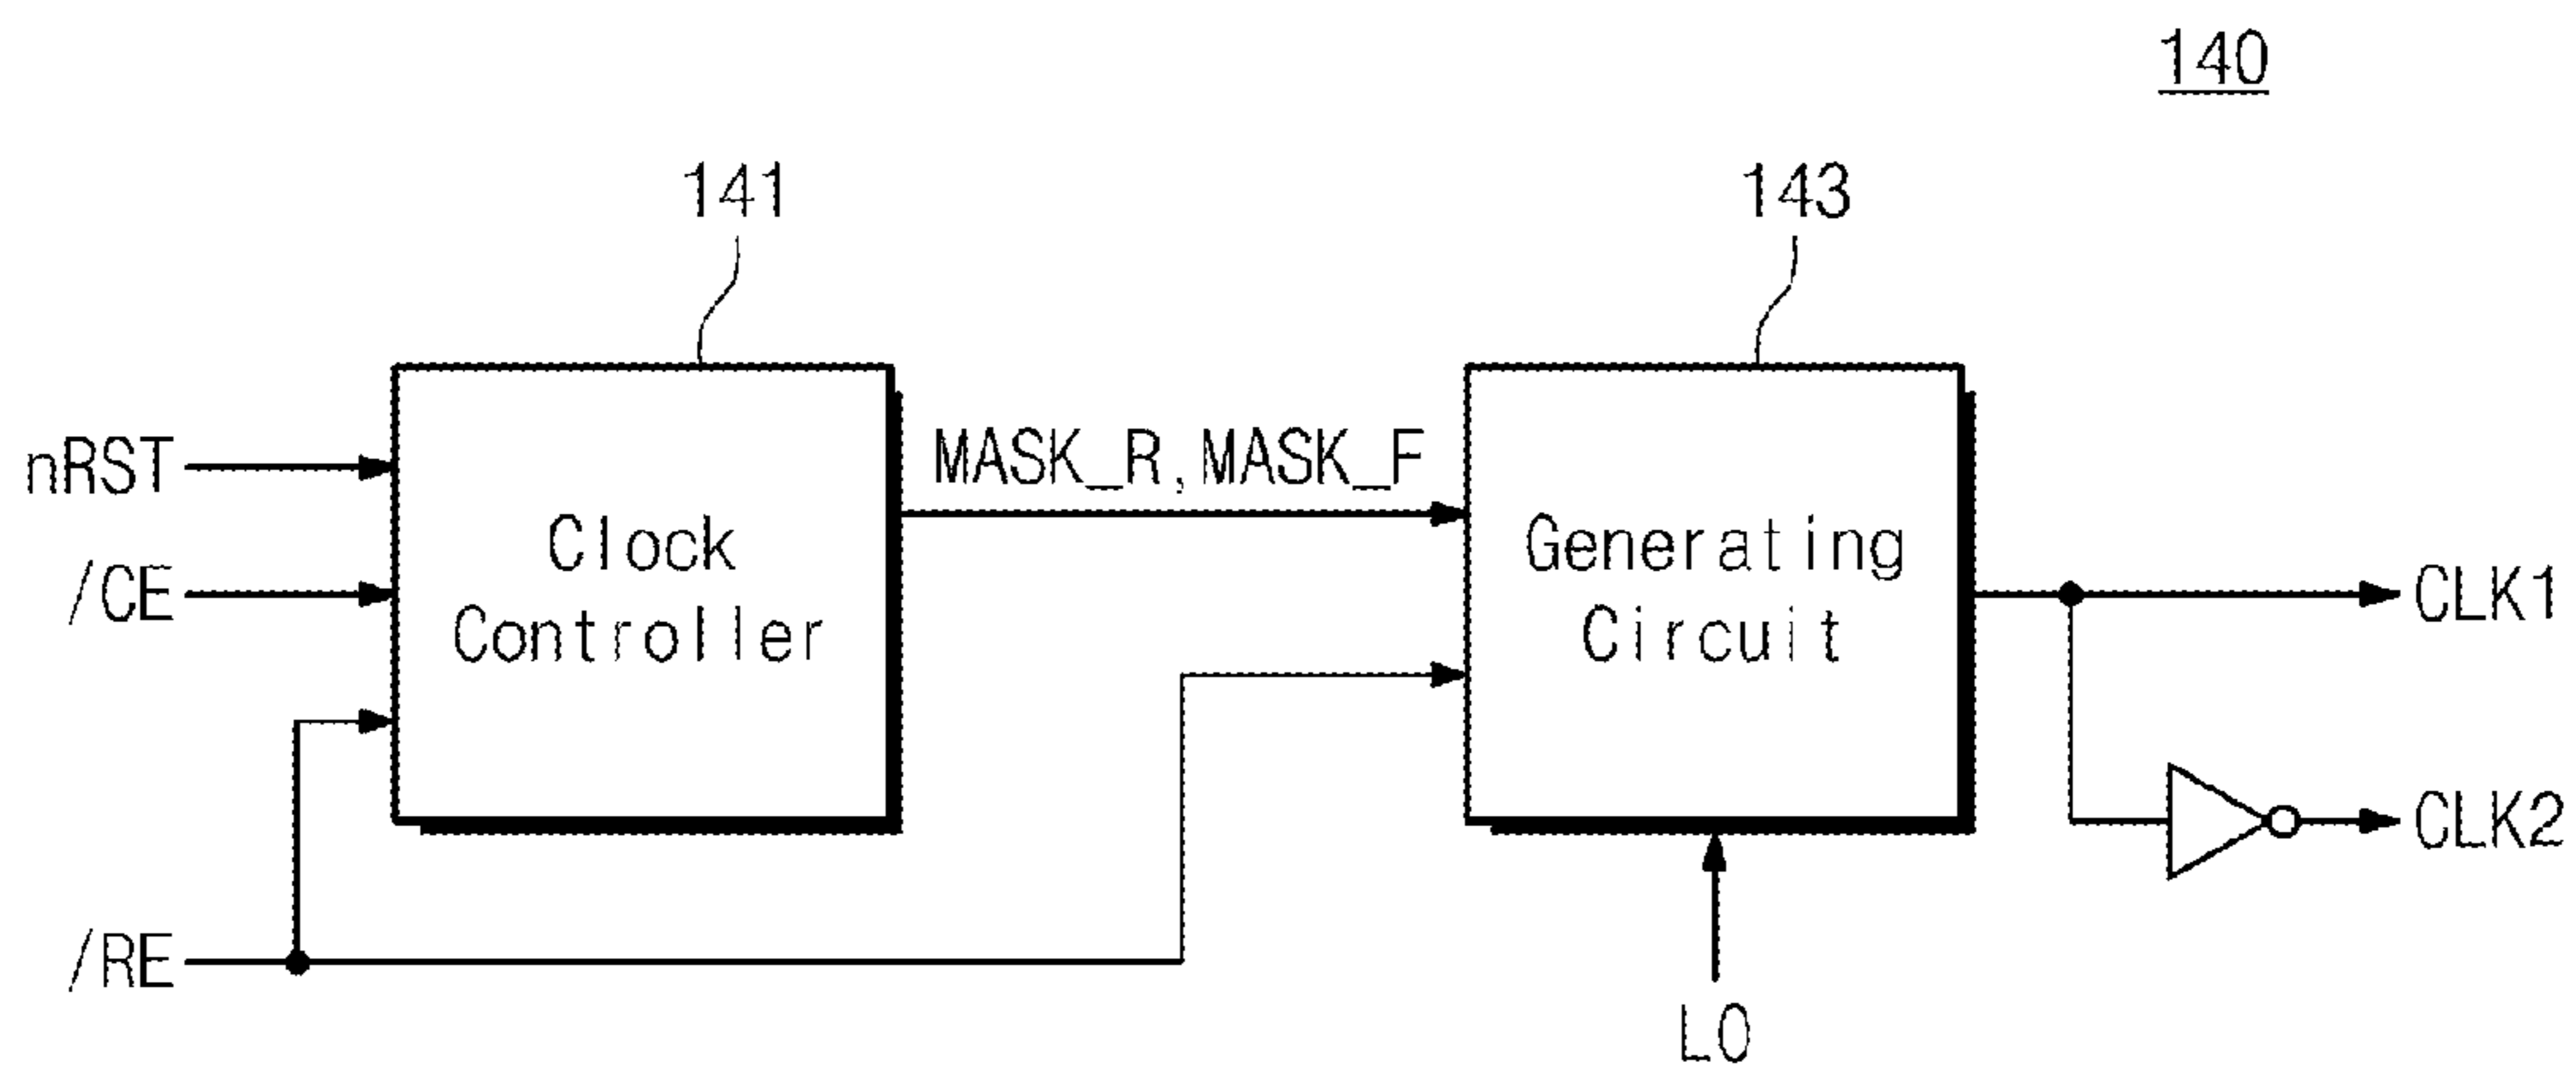 140
141
143
nRST
MASK_R, MASK_F
Clock
Controller
Generating
Circuit
/CE
CLK1
CLK2
/RE
LO